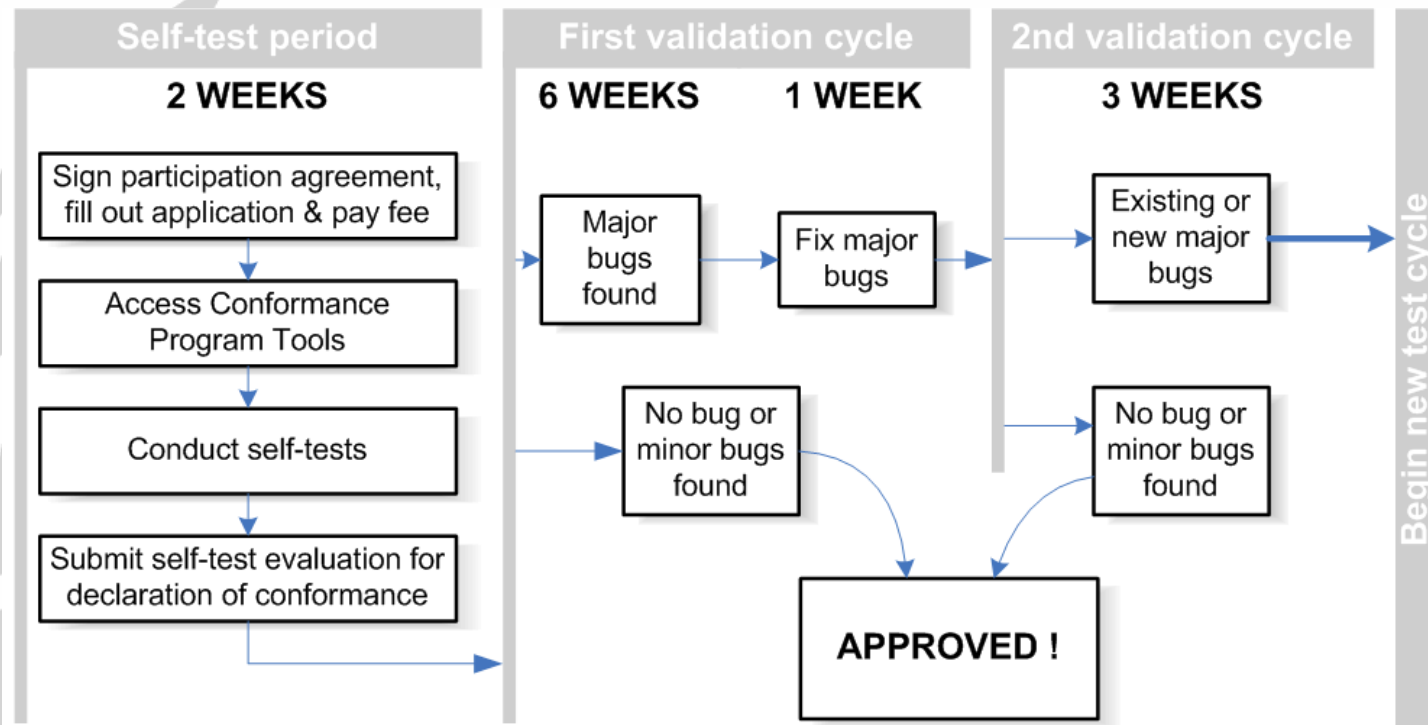 Self-test period
2 WEEKS
Sign participation agreement,
fill out application & pay fee
Access Conformance
Program Tools
Conduct self-tests
Submit self-test evaluation for
declaration of conformance
First validation cycle
6 WEEKS
1 WEEK
Major
bugs
found
Fix major
bugs
No bug or
minor bugs
found
2nd validation cycle
3 WEEKS
Existing or
new major
bugs
No bug or
minor bugs
found
APPROVED !
Begin new test cycle